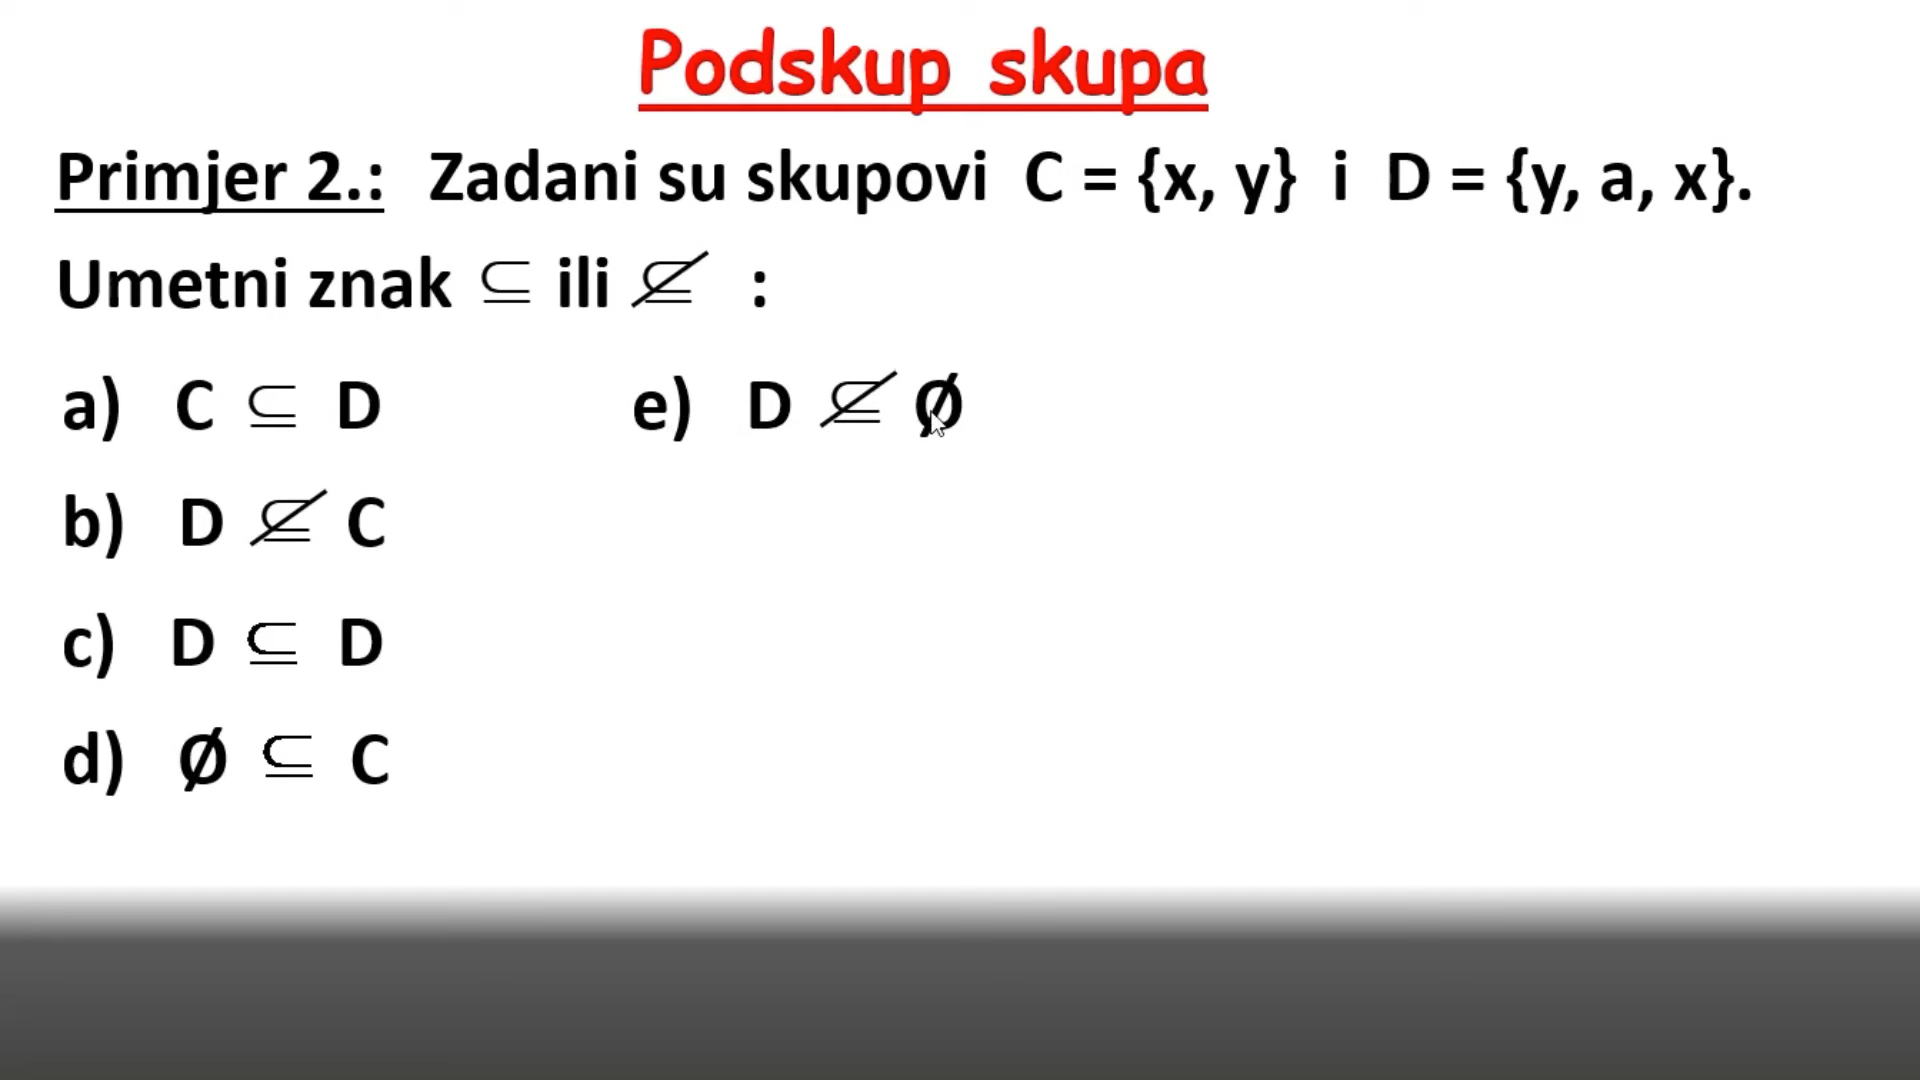 Podskup skupa
Primjer 2.: Zadani su skupovi C = {x, y} i D = {y, a, x}.
Umetni znak ⊆ ili ⊈ :
a) C ⊆ D
e) D ⊈ Ø
b) D ⊈ C
c) D ⊆ D
d) Ø ⊆ C